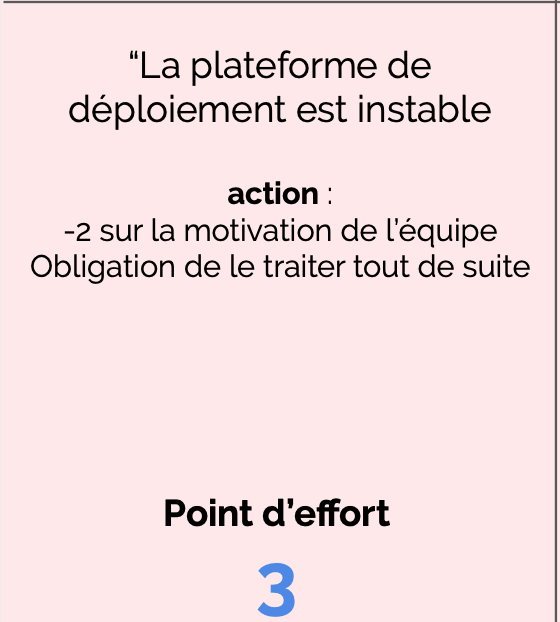 “La plateforme de
déploiement est instable
action :
-2 sur la motivation de l’équipe
Obligation de le traiter tout de suite
Point d’effort
3